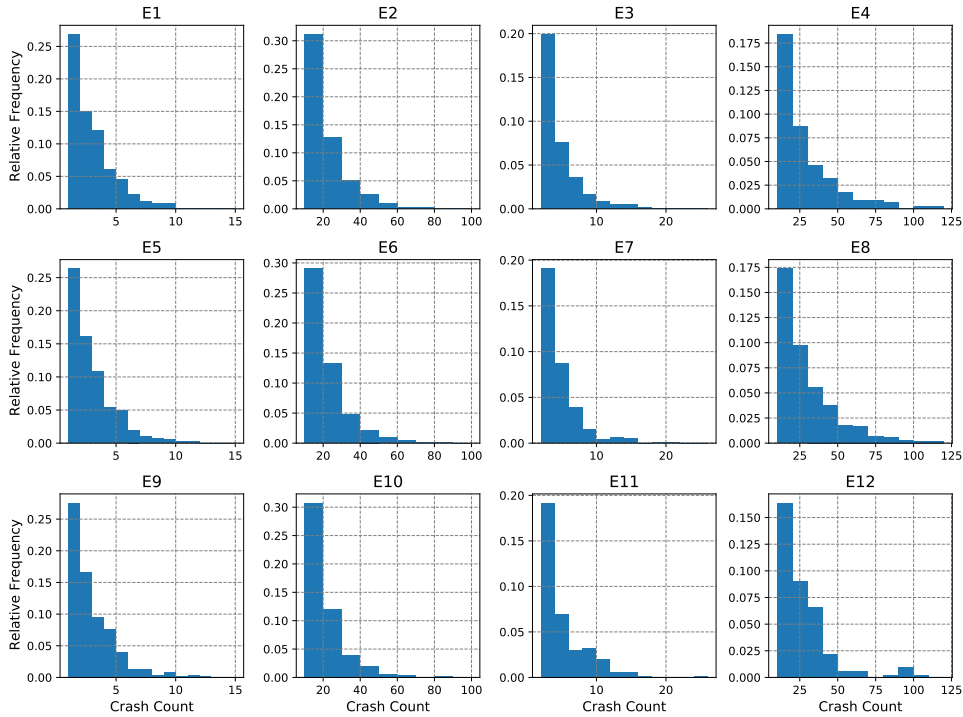 E1 E2 E3 E4
Relative Frequency
0.25 0.20 0.15 0.10 0.05 0.00
5 10 15
0.30 0.25 0.20 0.15 0.10 0.05 0.00
20 40 60 80 100
0.20 0.15 0.10 0.05 0.00
10 20
0.175 0.150 0.125 0.100 0.075 0.050 0.025 0.000
25 50 75 100 125
E5 E6 E7 E8
Relative Frequency
0.25 0.20 0.15 0.10 0.05 0.00
5 10 15
0.30 0.25 0.20 0.15 0.10 0.05 0.00
20 40 60 80 100
0.20 0.15 0.10 0.05 0.00
10 20
0.175 0.150 0.125 0.100 0.075 0.050 0.025 0.000
25 50 75 100 125
E9 E10 E11 E12
Relative Frequency
0.25 0.20 0.15 0.10 0.05 0.00
5 10 15
0.30 0.25 0.20 0.15 0.10 0.05 0.00
20 40 60 80 100
0.20 0.15 0.10 0.05 0.00
10 20
0.150 0.125 0.100 0.075 0.050 0.025 0.000
25 50 75 100 125
Crash Count Crash Count Crash Count Crash Count